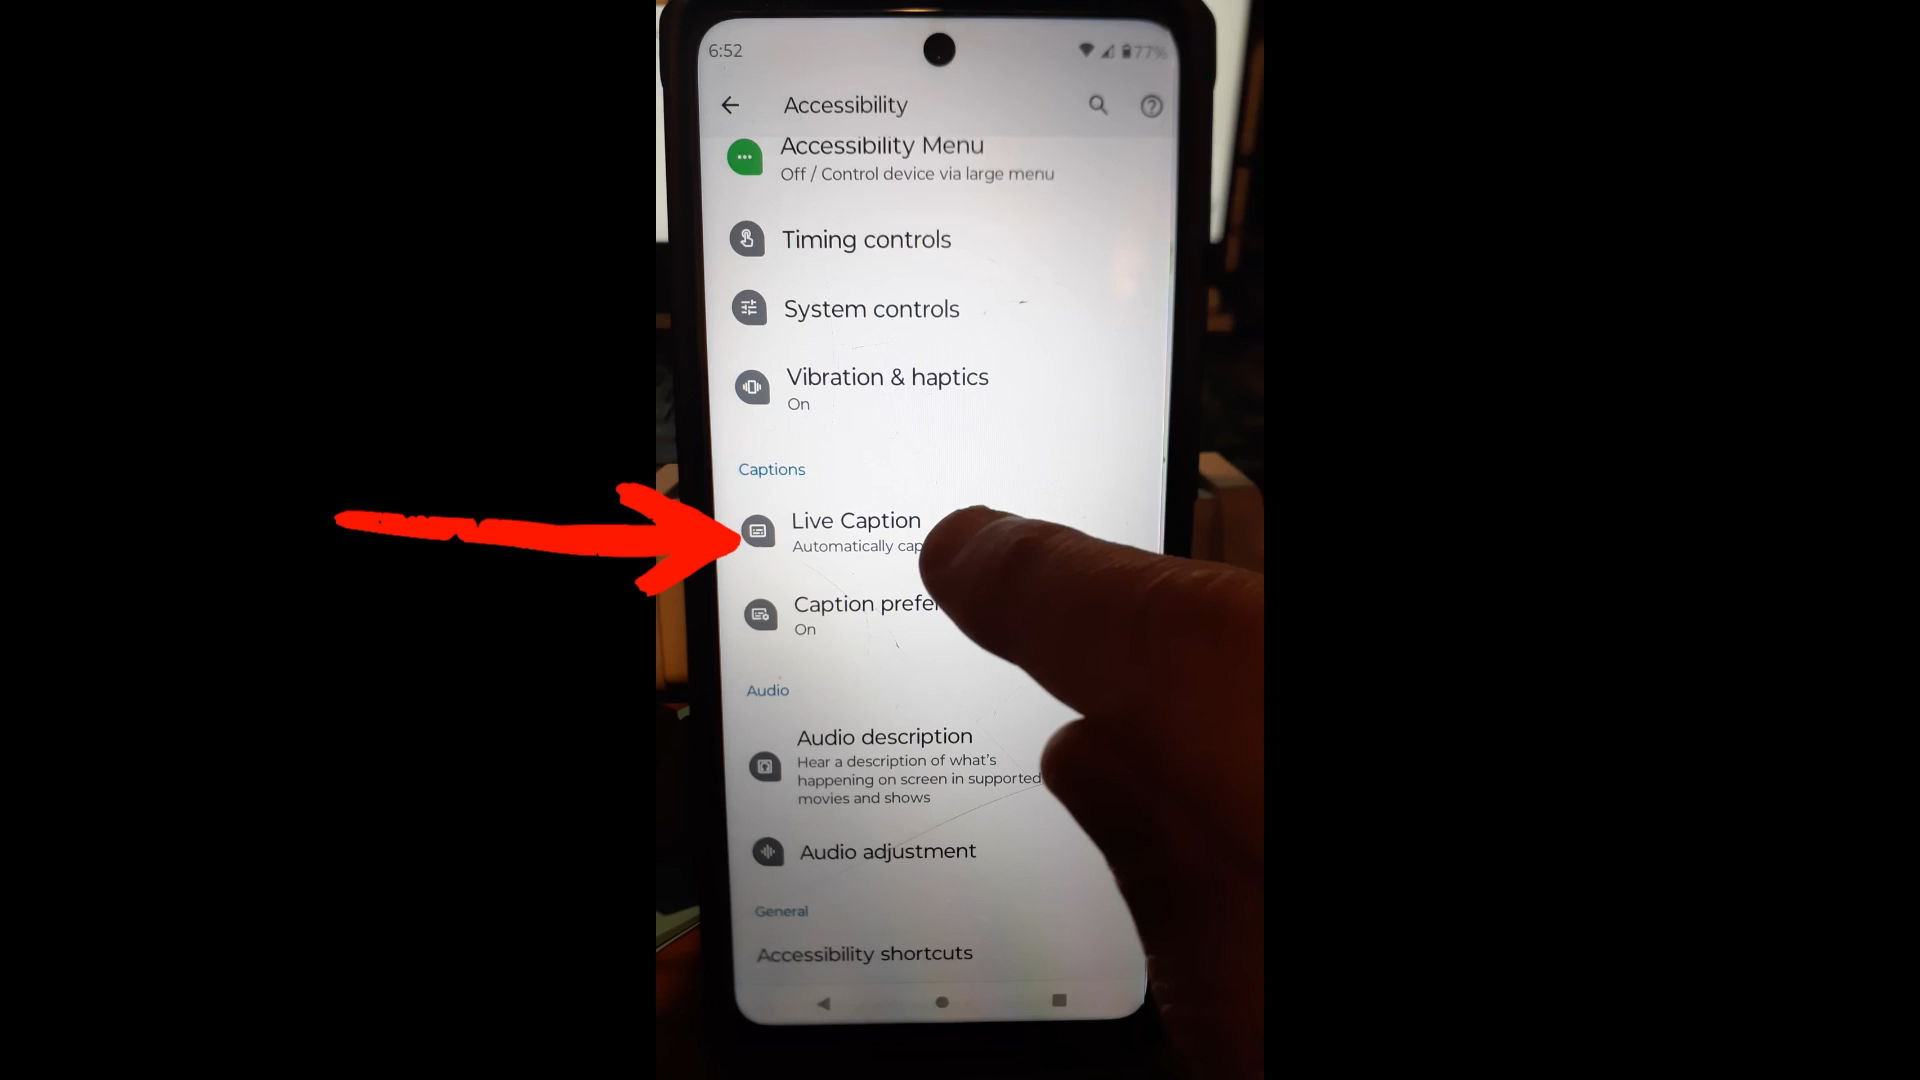 6:52
77%
Accessibility
Accessibility Menu
Off / Control device via large menu
Timing controls
System controls
Vibration & haptics
On
Captions
Live Caption
Automatically
Caption
On
Audio
Audio description
Hear a description of what's
happening on screen in supported
movies and shows
Audio adjustment
General
Accessibility shortcuts